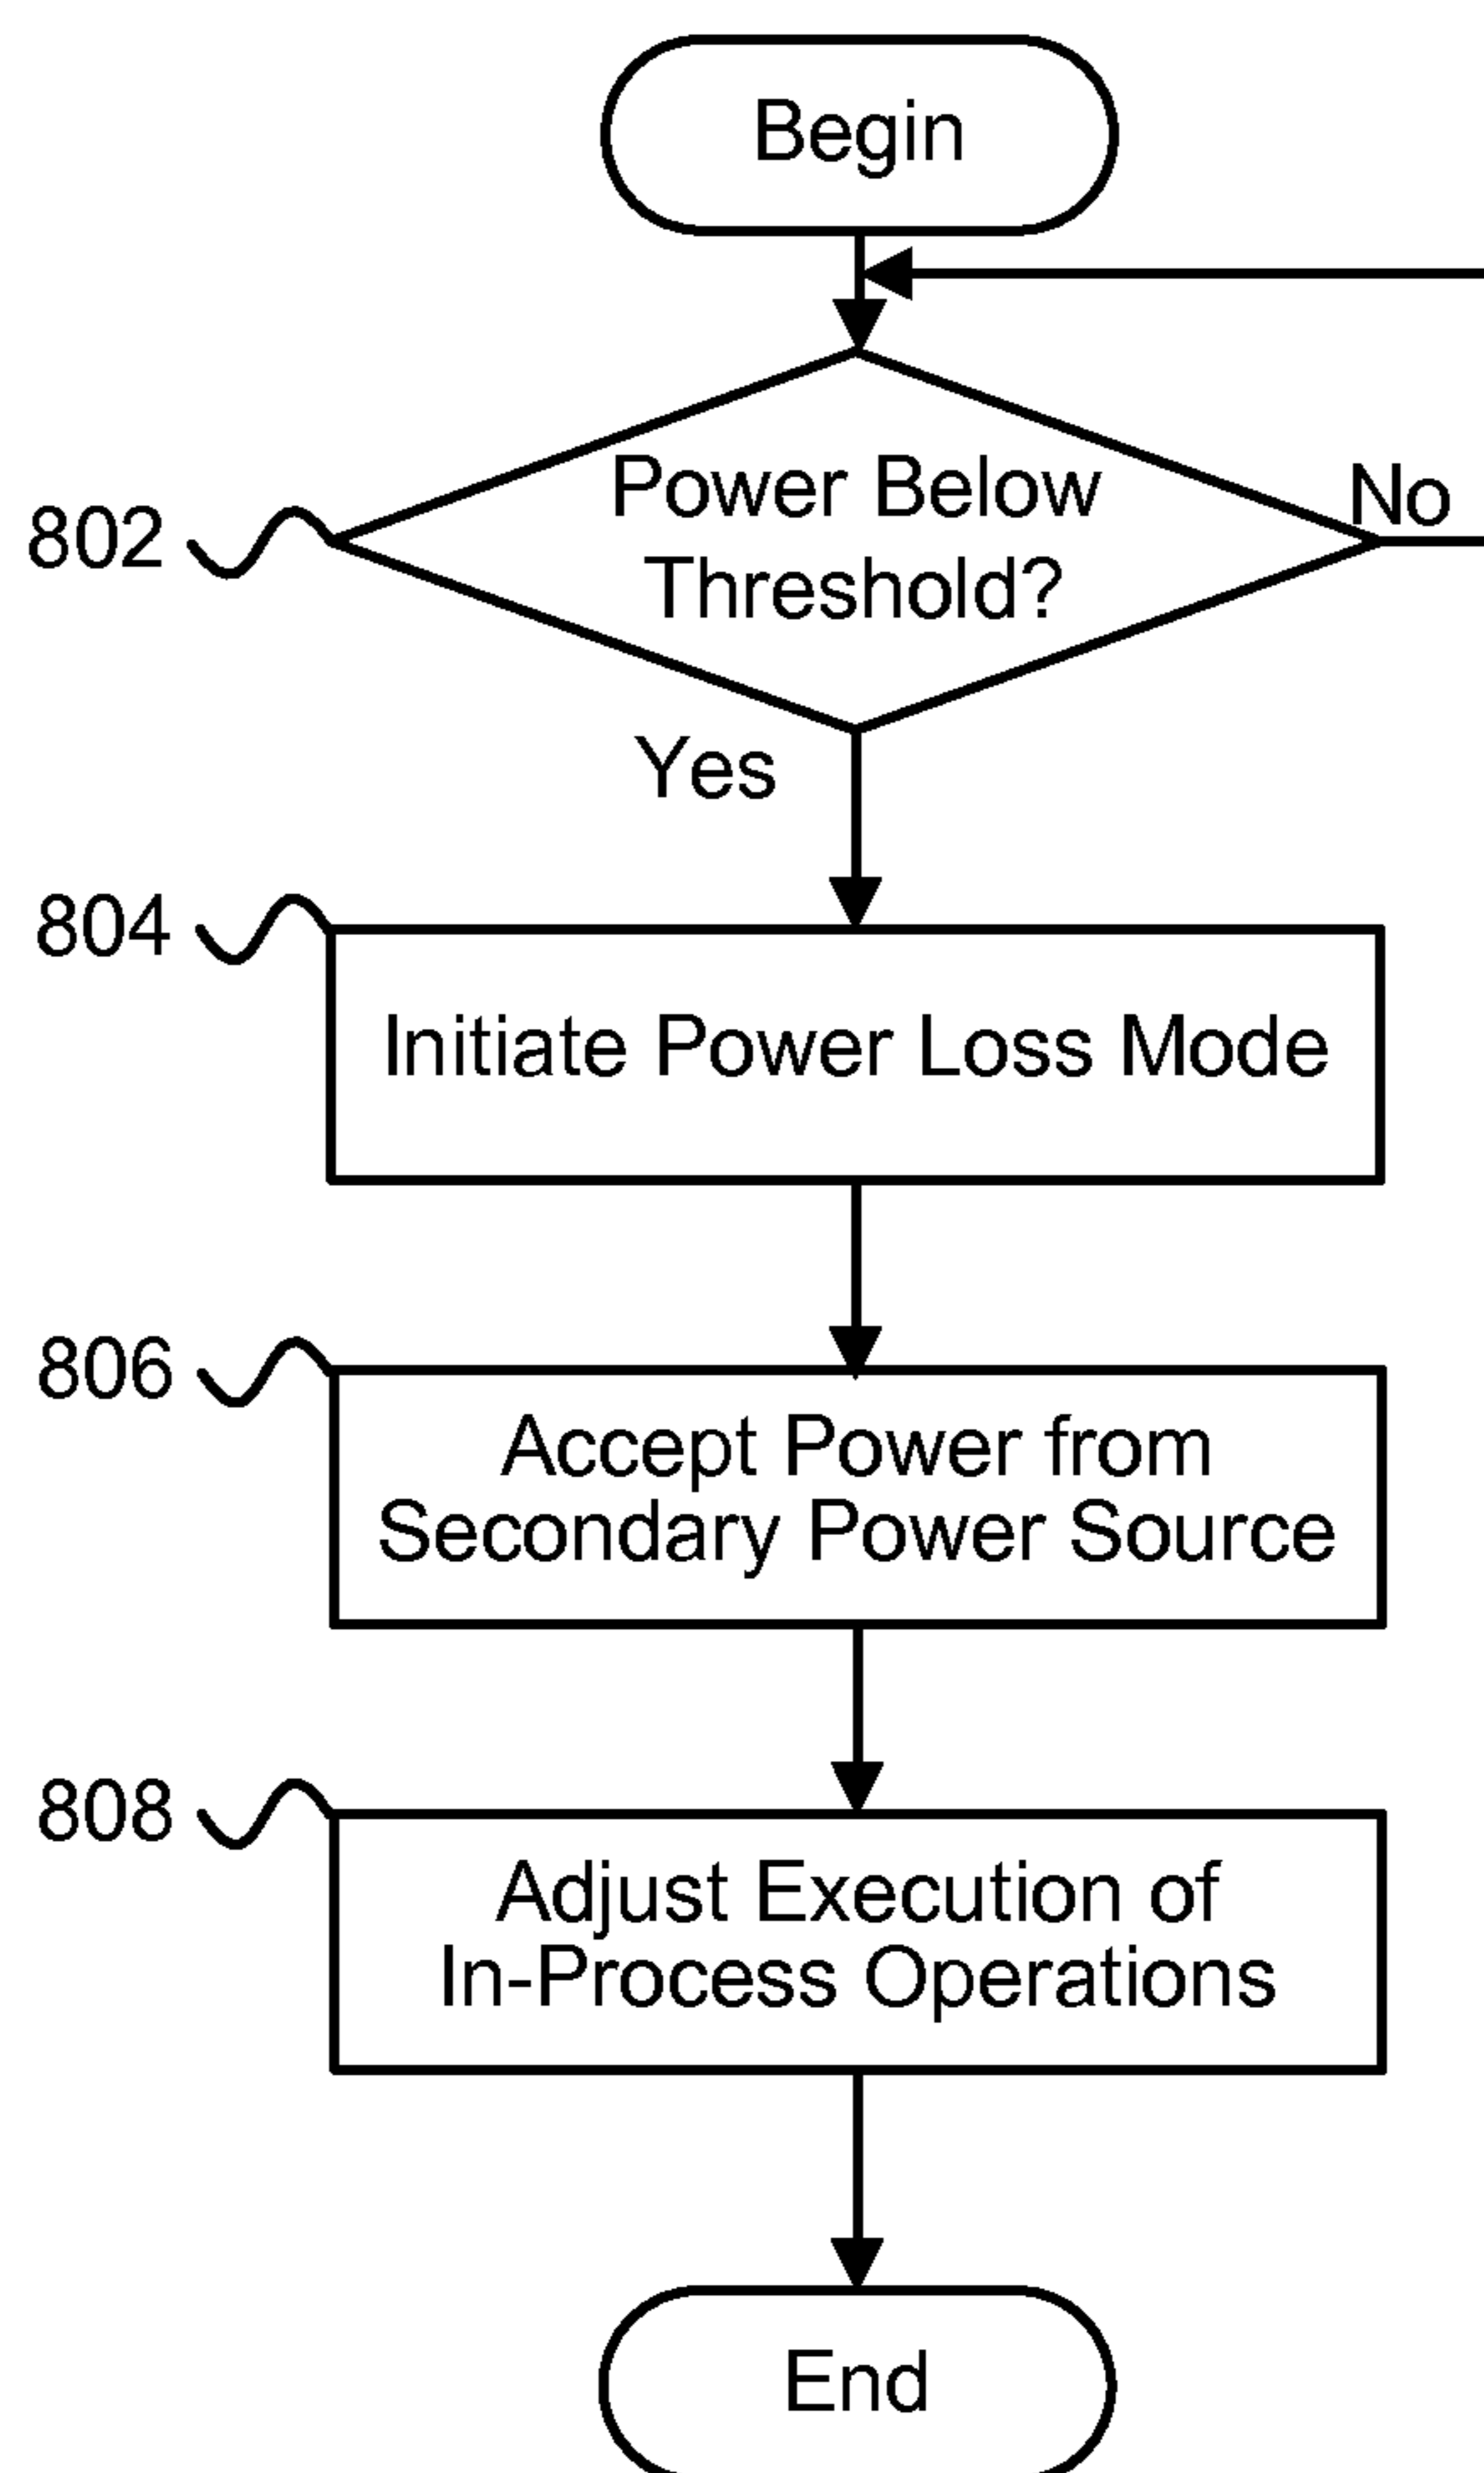 Begin
Power Below
Threshold?
No
802
Yes
804
Initiate Power Loss Mode
806
Accept Power from
Secondary Power Source
808
Adjust Execution of
In-Process Operations
End